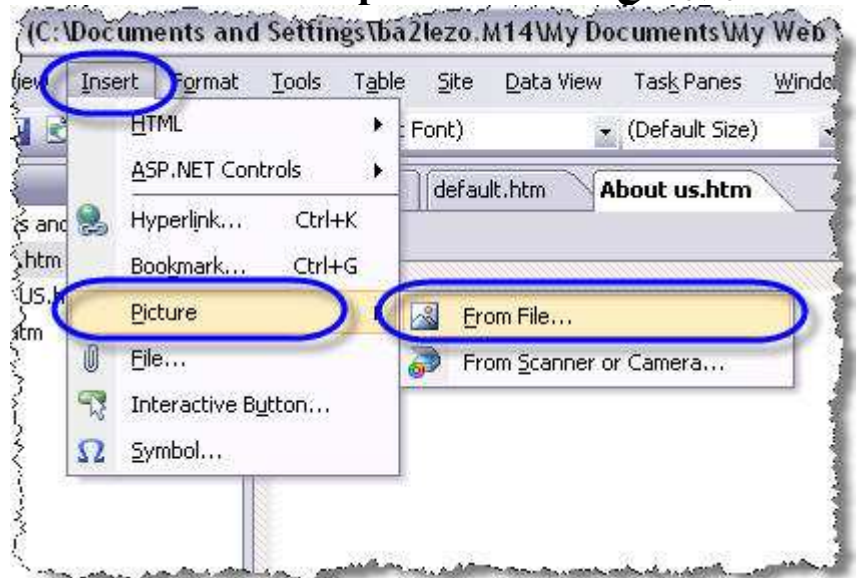 (C:\Documents and Settings\ba2lezo.M14\My Documents\My Web
Insert Format Tools Table Site Data View Task Panes
HTML Font) (Default Size)
ASP.NET Controls default.htm About us.htm
Hyperlink... Ctrl+K
Bookmark... Ctrl+G
Picture From File...
File... From Scanner or Camera...
Interactive Button...
Symbol...